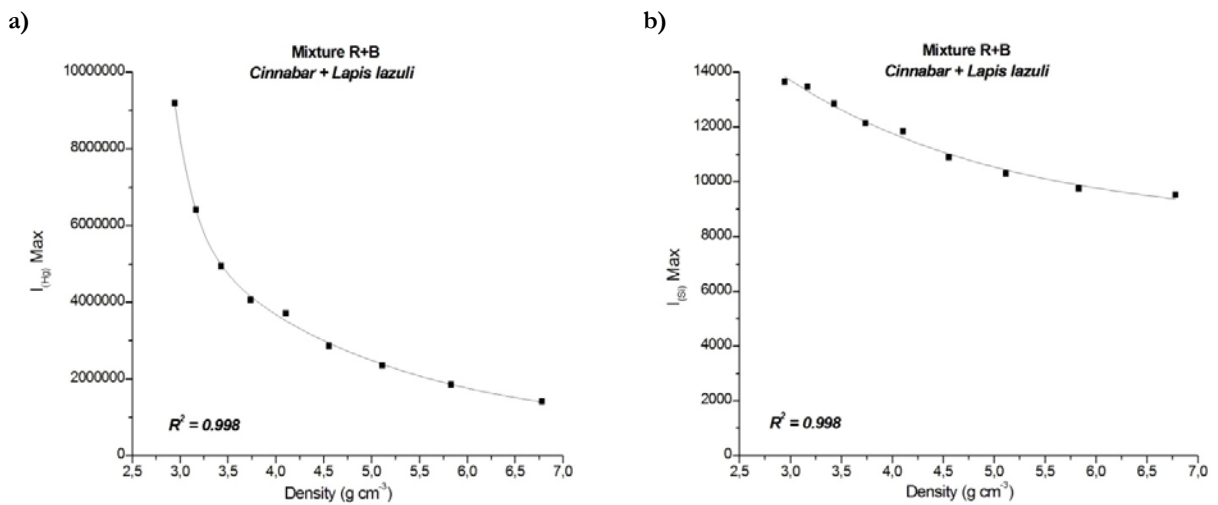 a)
Mixture R+B
Cinnabar + Lapis lazuli
10000000
8000000
6000000
4000000
2000000
0
I(Hg) Max
R² = 0.998
2,5 3,0 3,5 4,0 4,5 5,0 5,5 6,0 6,5 7,0
Density (g cm⁻³)
b)
Mixture R+B
Cinnabar + Lapis lazuli
14000
12000
10000
8000
6000
4000
2000
0
I(Si) Max
R² = 0.998
2,5 3,0 3,5 4,0 4,5 5,0 5,5 6,0 6,5 7,0
Density (g cm⁻³)